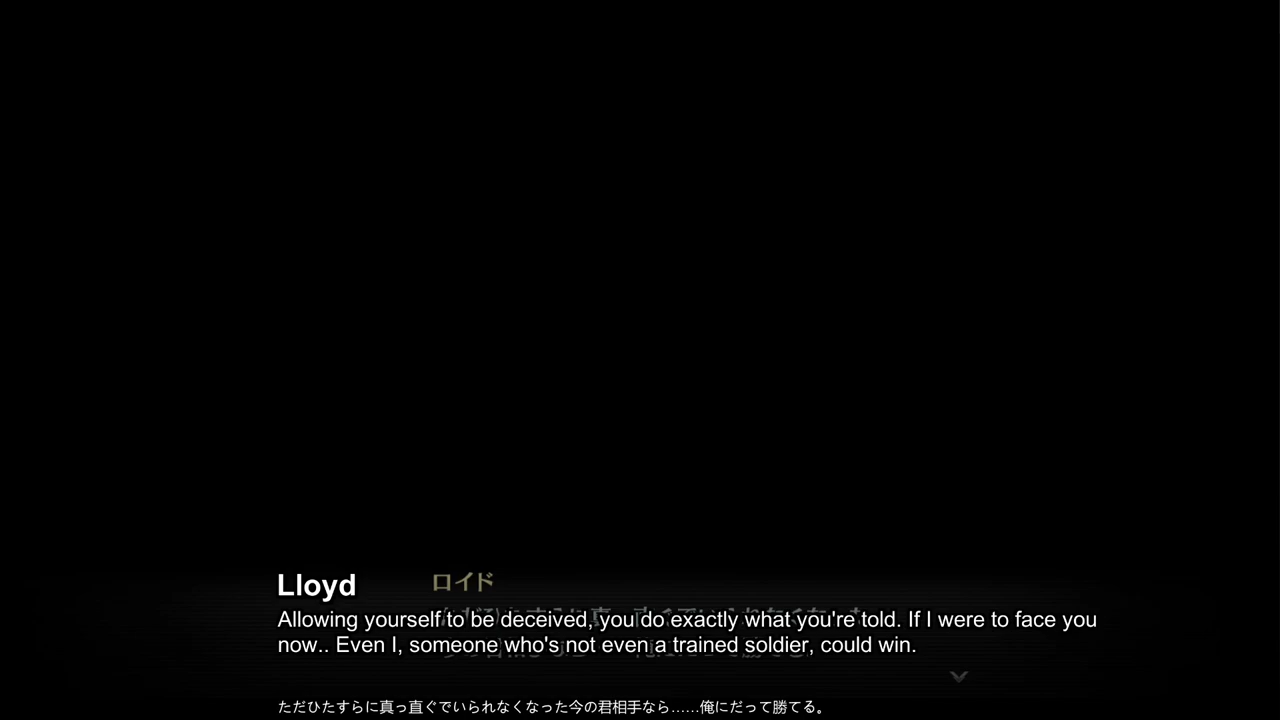 Lloyd
ロイド
Allowing yourself to be deceived, you do exactly what you're told. If I were to face you
now.. Even I, someone who's not even a trained soldier, could win.
ただひたすらに真っ直ぐでいられなくなった今の君相手なら……俺にだって勝てる。